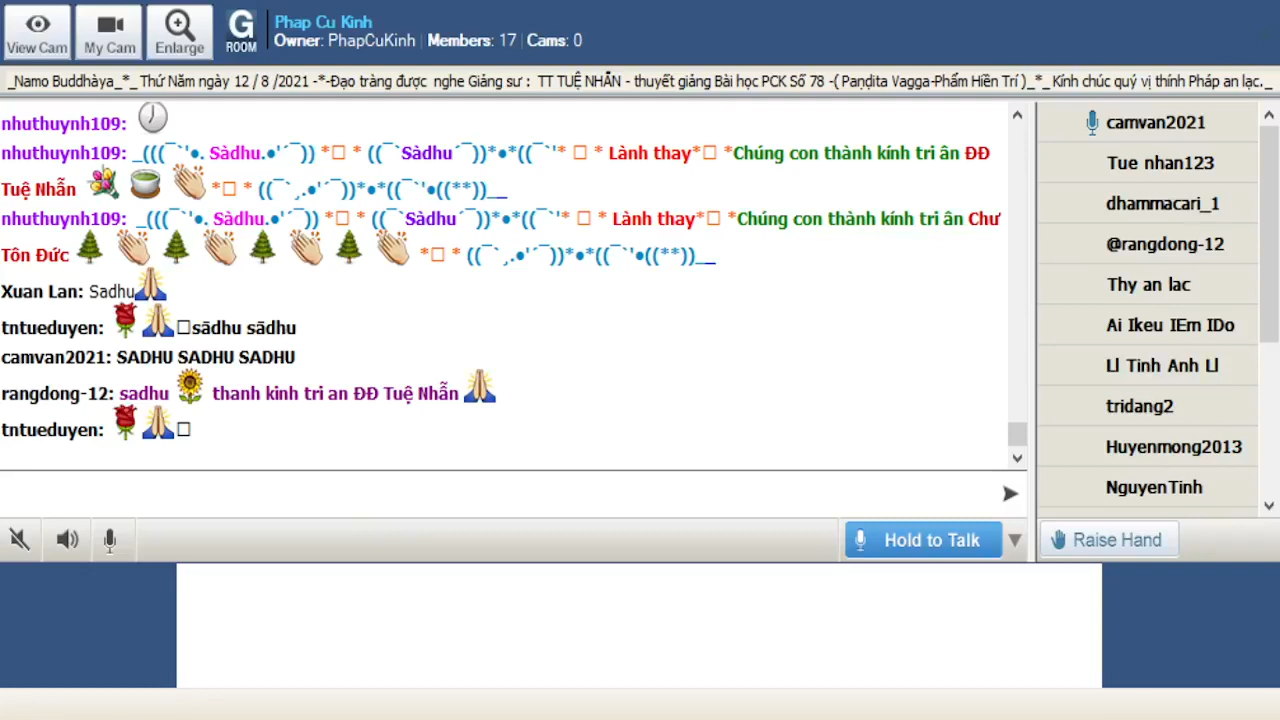 Phap Cu Kinh
Owner: PhapCuKinh | Members: 17 | Cams: 0
View Cam
My Cam
Enlarge
G
ROOM
_Namo Buddhàya_*_ Thứ Năm ngày 12 / 8 /2021 -*-Đạo tràng được nghe Giảng sư : TT TUỆ NHẪN - thuyết giảng Bài học PCK Số 78 -( Paṇḍita Vagga-Phẩm Hiền Trí )_*_ Kính chúc quý vị thính Pháp an lạc._
nhuthuynh109: 🕖
nhuthuynh109: _(((¯`'•. Sàdhu.•'´¯)) *□ * ((¯`Sàdhu´¯))*•*((¯`'* □ * Lành thay*□ *Chúng con thành kính tri ân ĐĐ
Tuệ Nhẫn 💐 🍵 👏 *□ * ((¯`¸.•'´¯))*•*((¯`'•((**))__
nhuthuynh109: _(((¯`'•. Sàdhu.•'´¯)) *□ * ((¯`Sàdhu´¯))*•*((¯`'* □ * Lành thay*□ *Chúng con thành kính tri ân Chư
Tôn Đức 🌲 👏 🌲 👏 🌲 👏 🌲 👏 *□ * ((¯`¸.•'´¯))*•*((¯`'•((**))__
Xuan Lan: Sadhu🙏
tntueduyen: 🌹🙏□sādhu sādhu
camvan2021: SADHU SADHU SADHU
rangdong-12: sadhu 🌻 thanh kinh tri an ĐĐ Tuệ Nhẫn 🙏
tntueduyen: 🌹🙏□
camvan2021
Tue nhan123
dhammacari_1
@rangdong-12
Thy an lac
Ai Ikeu IEm IDo
Ll Tinh Anh Ll
tridang2
Huyenmong2013
NguyenTinh
Hold to Talk
Raise Hand